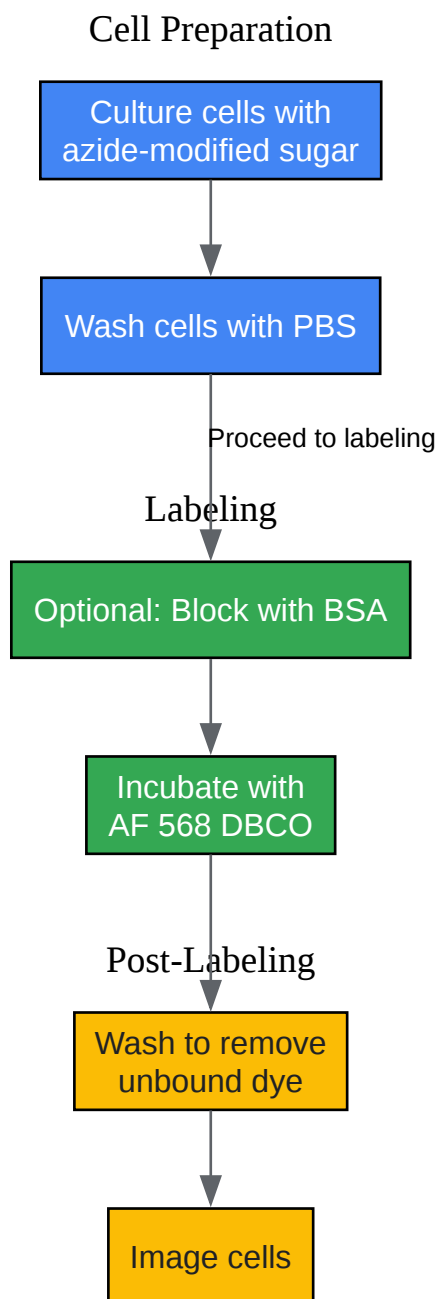 Cell Preparation
Culture cells with
azide-modified sugar
Wash cells with PBS
Proceed to labeling
Labeling
Optional: Block with BSA
Incubate with
AF 568 DBCO
Post-Labeling
Wash to remove
unbound dye
Image cells